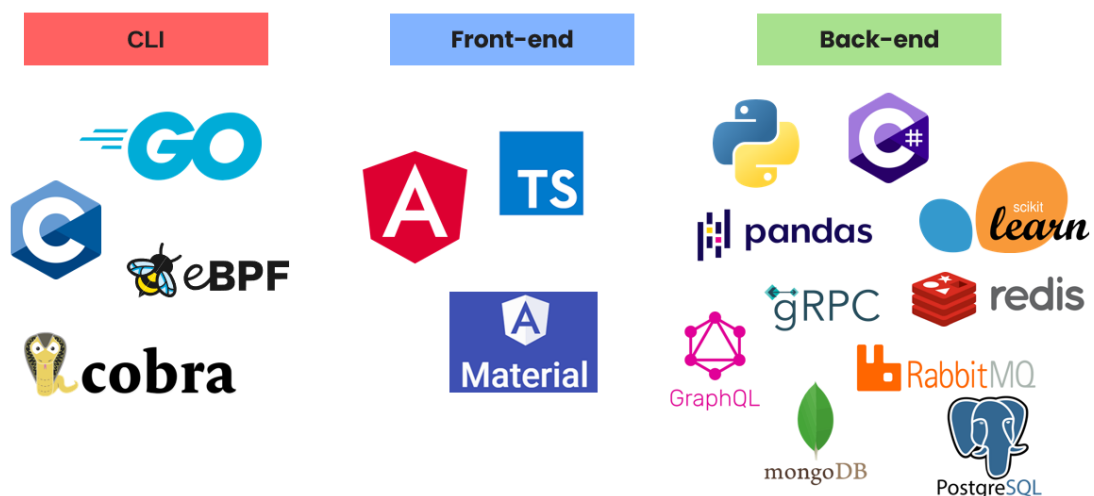 CLI
Front-end
Back-end
GO
C
eBPF
cobra
A
TS
A
Material
C#
pandas
scikit
learn
gRPC
redis
GraphQL
RabbitMQ
mongoDB
PostgreSQL